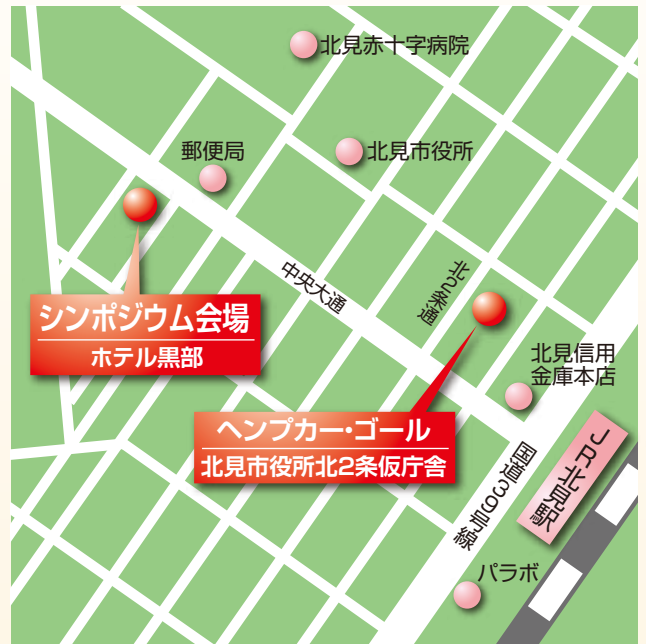 北見赤十字病院
郵便局
北見市役所
中央大通
北2条通
シンポジウム会場
ホテル黒部
北見信用
金庫本店
ヘンプカー・ゴール
北見市役所北2条仮庁舎
国道39号線
JR北見駅
パラボ